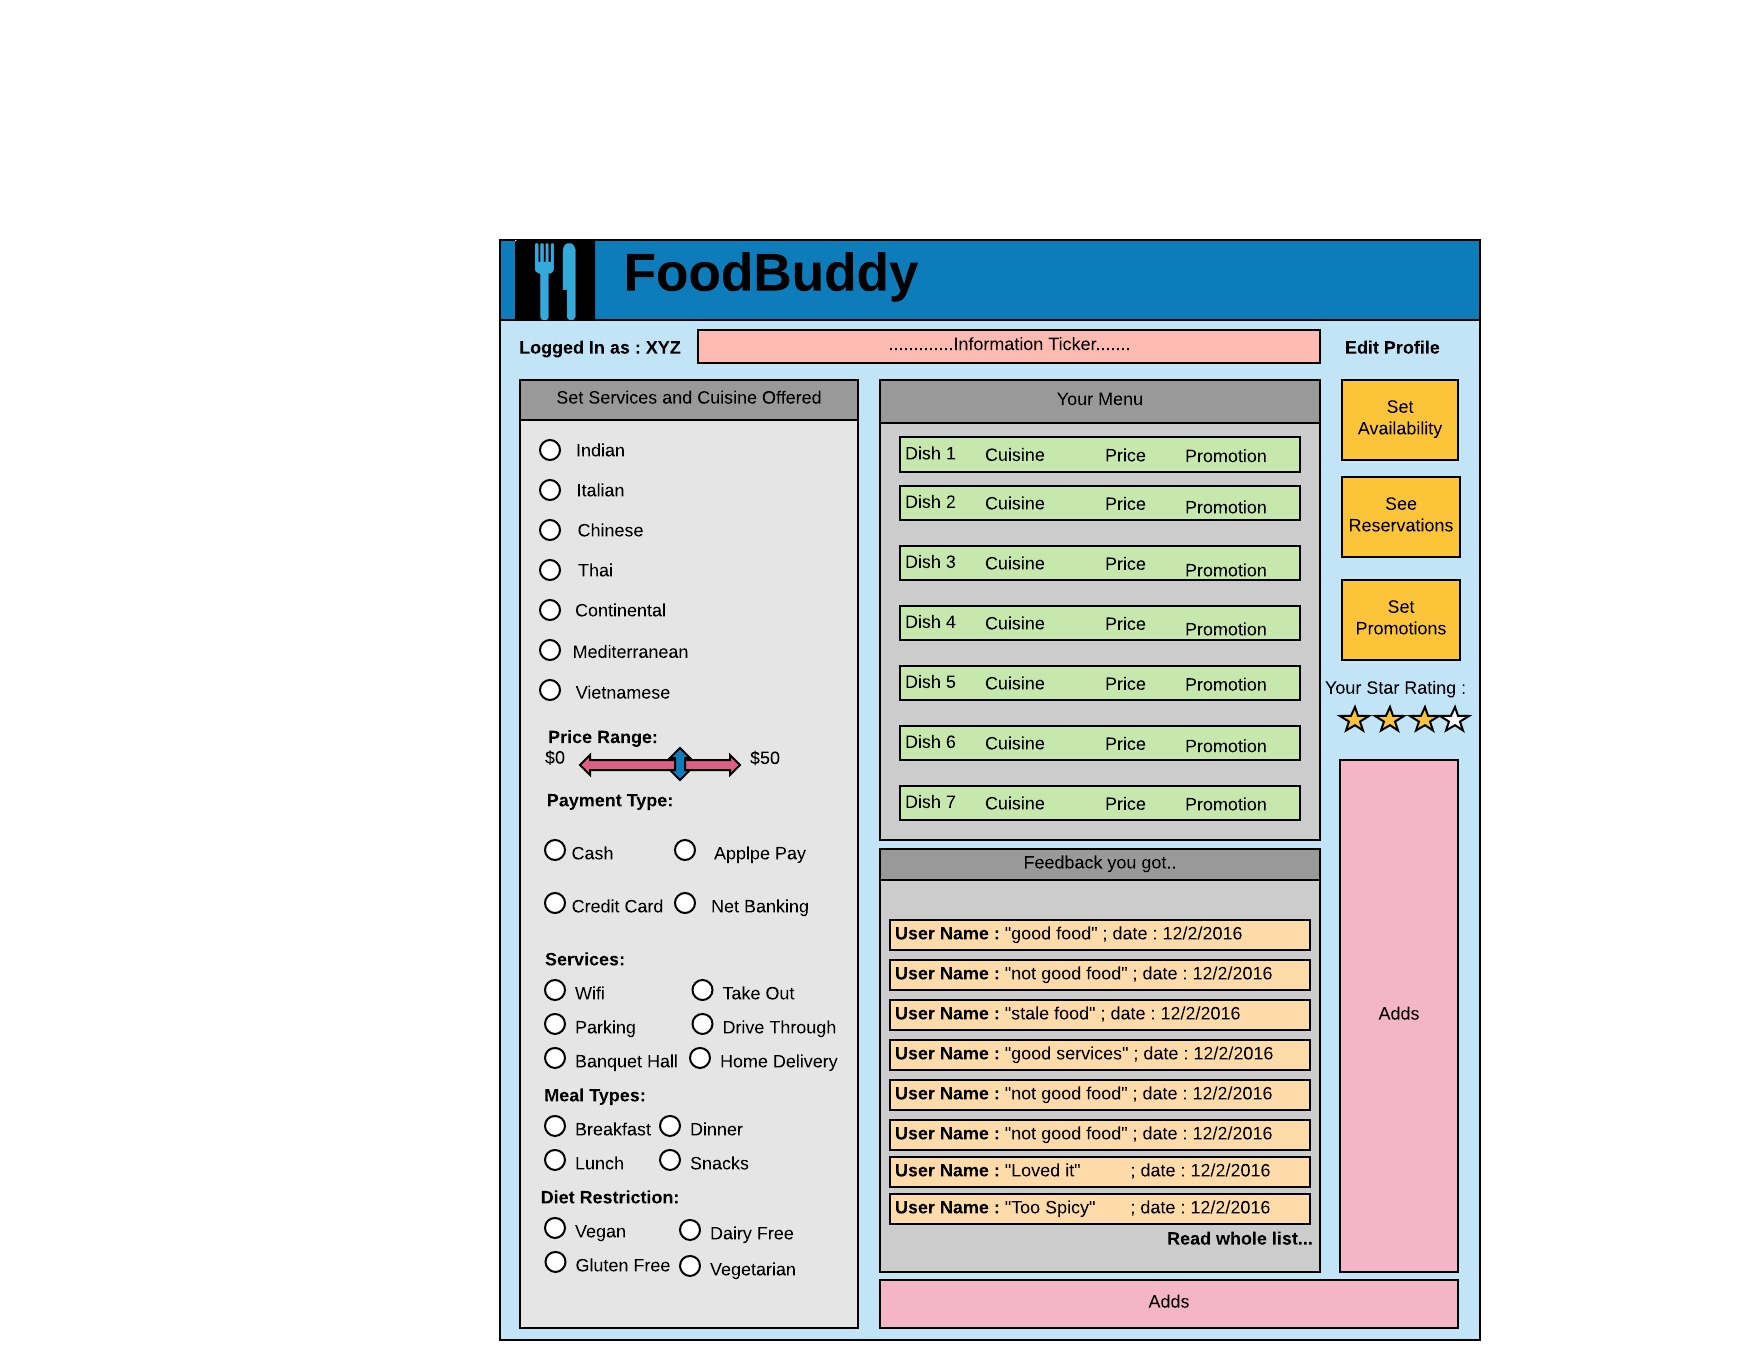 FoodBuddy
Logged In as : XYZ
.............Information Ticker.......
Edit Profile
Set Services and Cuisine Offered
Indian
Italian
Chinese
Thai
Continental
Mediterranean
Vietnamese
Price Range:
$0 $50
Payment Type:
Cash Applpe Pay
Credit Card Net Banking
Services:
Wifi Take Out
Parking Drive Through
Banquet Hall Home Delivery
Meal Types:
Breakfast Dinner
Lunch Snacks
Diet Restriction:
Vegan Dairy Free
Gluten Free Vegetarian
Your Menu
Dish 1 Cuisine Price Promotion
Dish 2 Cuisine Price Promotion
Dish 3 Cuisine Price Promotion
Dish 4 Cuisine Price Promotion
Dish 5 Cuisine Price Promotion
Dish 6 Cuisine Price Promotion
Dish 7 Cuisine Price Promotion
Feedback you got..
User Name : "good food" ; date : 12/2/2016
User Name : "not good food" ; date : 12/2/2016
User Name : "stale food" ; date : 12/2/2016
User Name : "good services" ; date : 12/2/2016
User Name : "not good food" ; date : 12/2/2016
User Name : "not good food" ; date : 12/2/2016
User Name : "Loved it" ; date : 12/2/2016
User Name : "Too Spicy" ; date : 12/2/2016
Read whole list...
Set
Availability
See
Reservations
Set
Promotions
Your Star Rating :
Adds
Adds